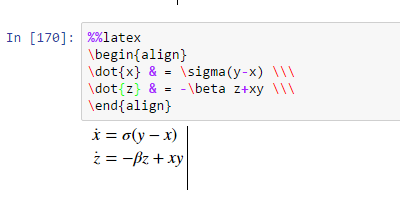 In [170]: %%latex
\begin{align}
\dot{x} & = \sigma(y-x) \\\
\dot{z} & = -\beta z+xy \\\
\end{align}
ẋ = σ(y − x)
ż = −βz + xy